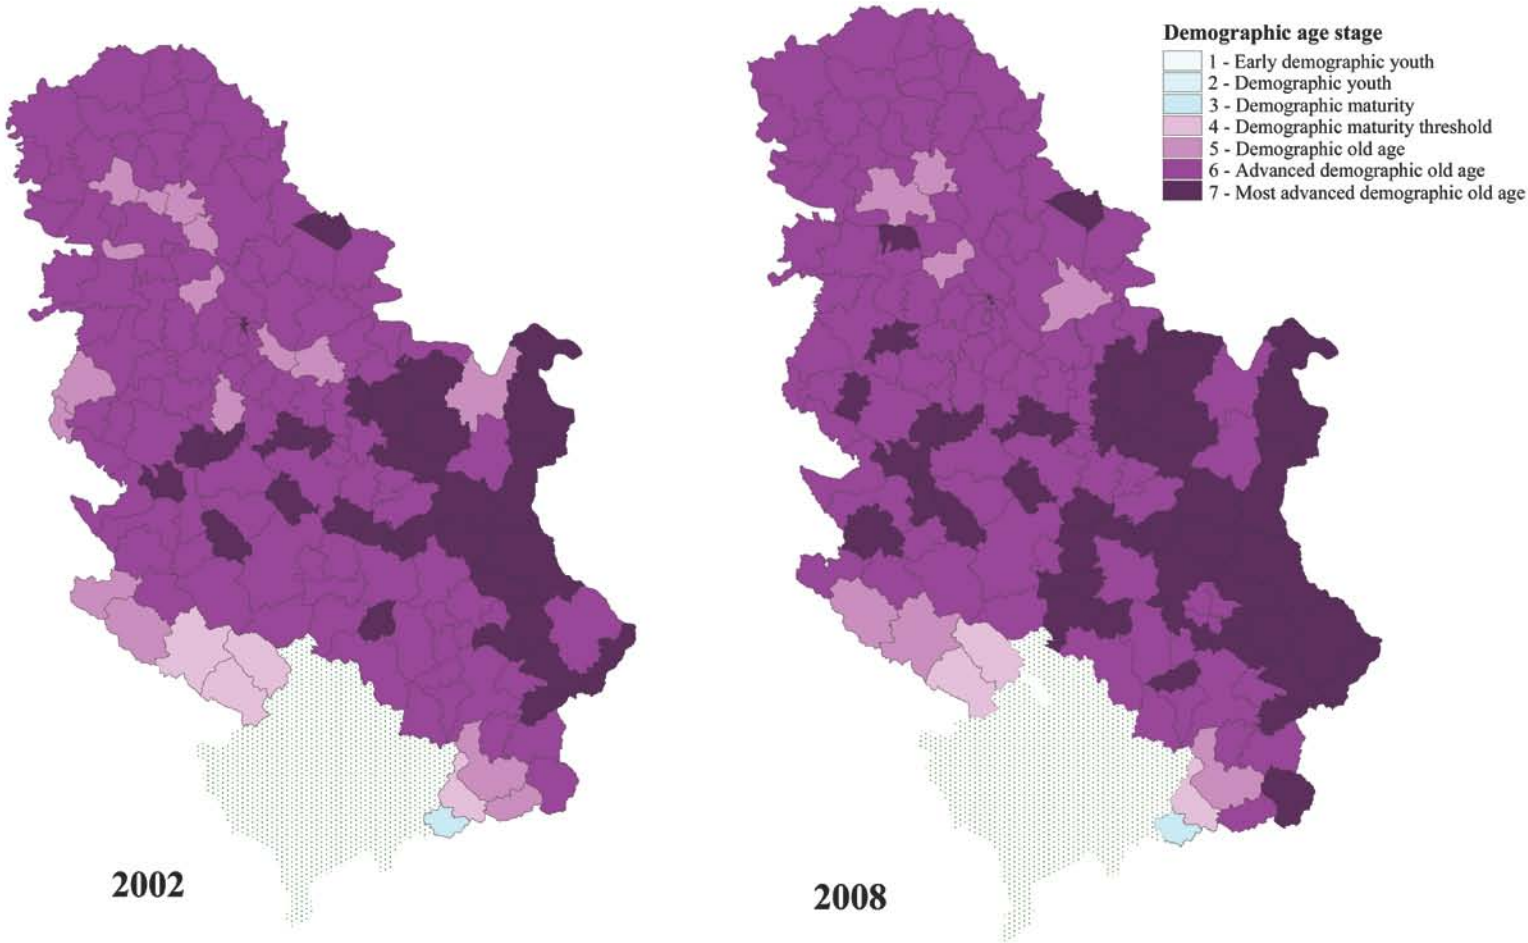 Demographic age stage
1 - Early demographic youth
2 - Demographic youth
3 - Demographic maturity
4 - Demographic maturity threshold
5 - Demographic old age
6 - Advanced demographic old age
7 - Most advanced demographic old age
2002
2008